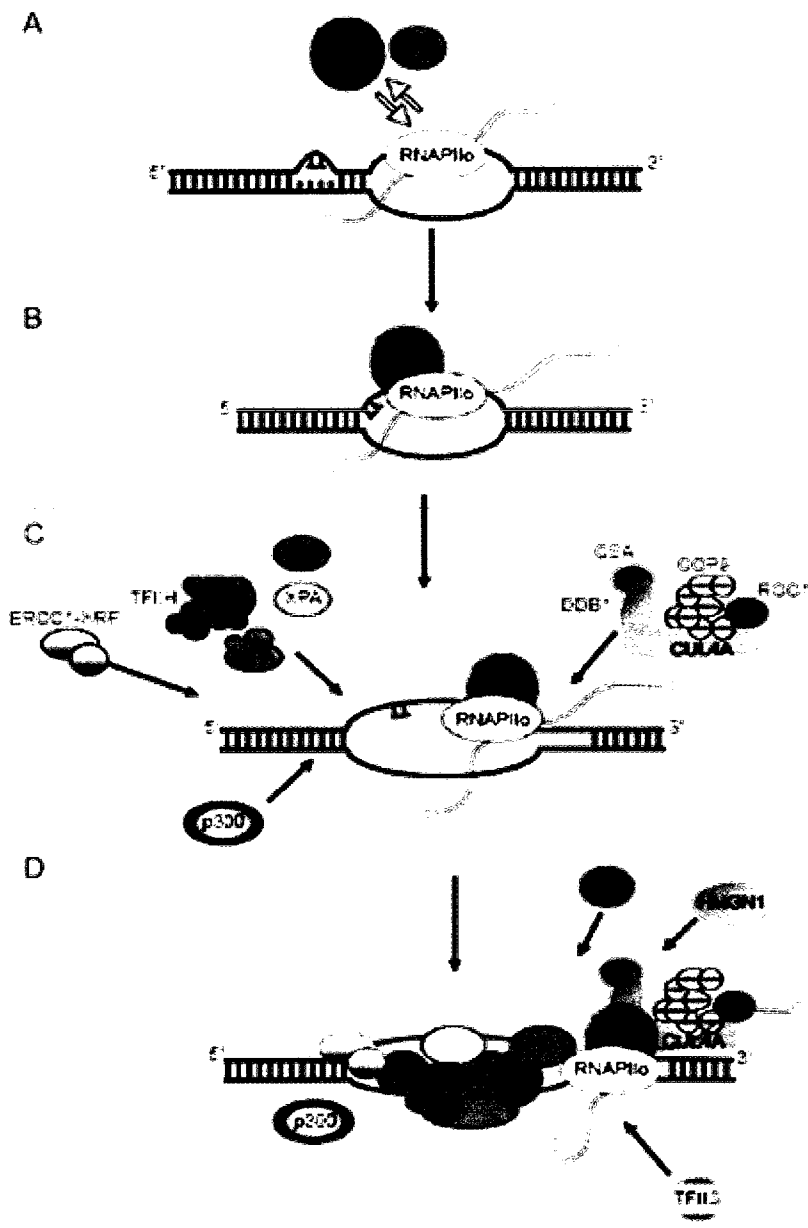 A
RNAPIIo
5'
3'
B
RNAPIIo
5'
3'
C
CSA
TFIIH
XPA
DDB1
ROC1
CUL4A
RNAPIIo
5'
3'
p300
D
HMGN1
CUL4A
5'
RNAPIIo
3'
p300
TFIIS